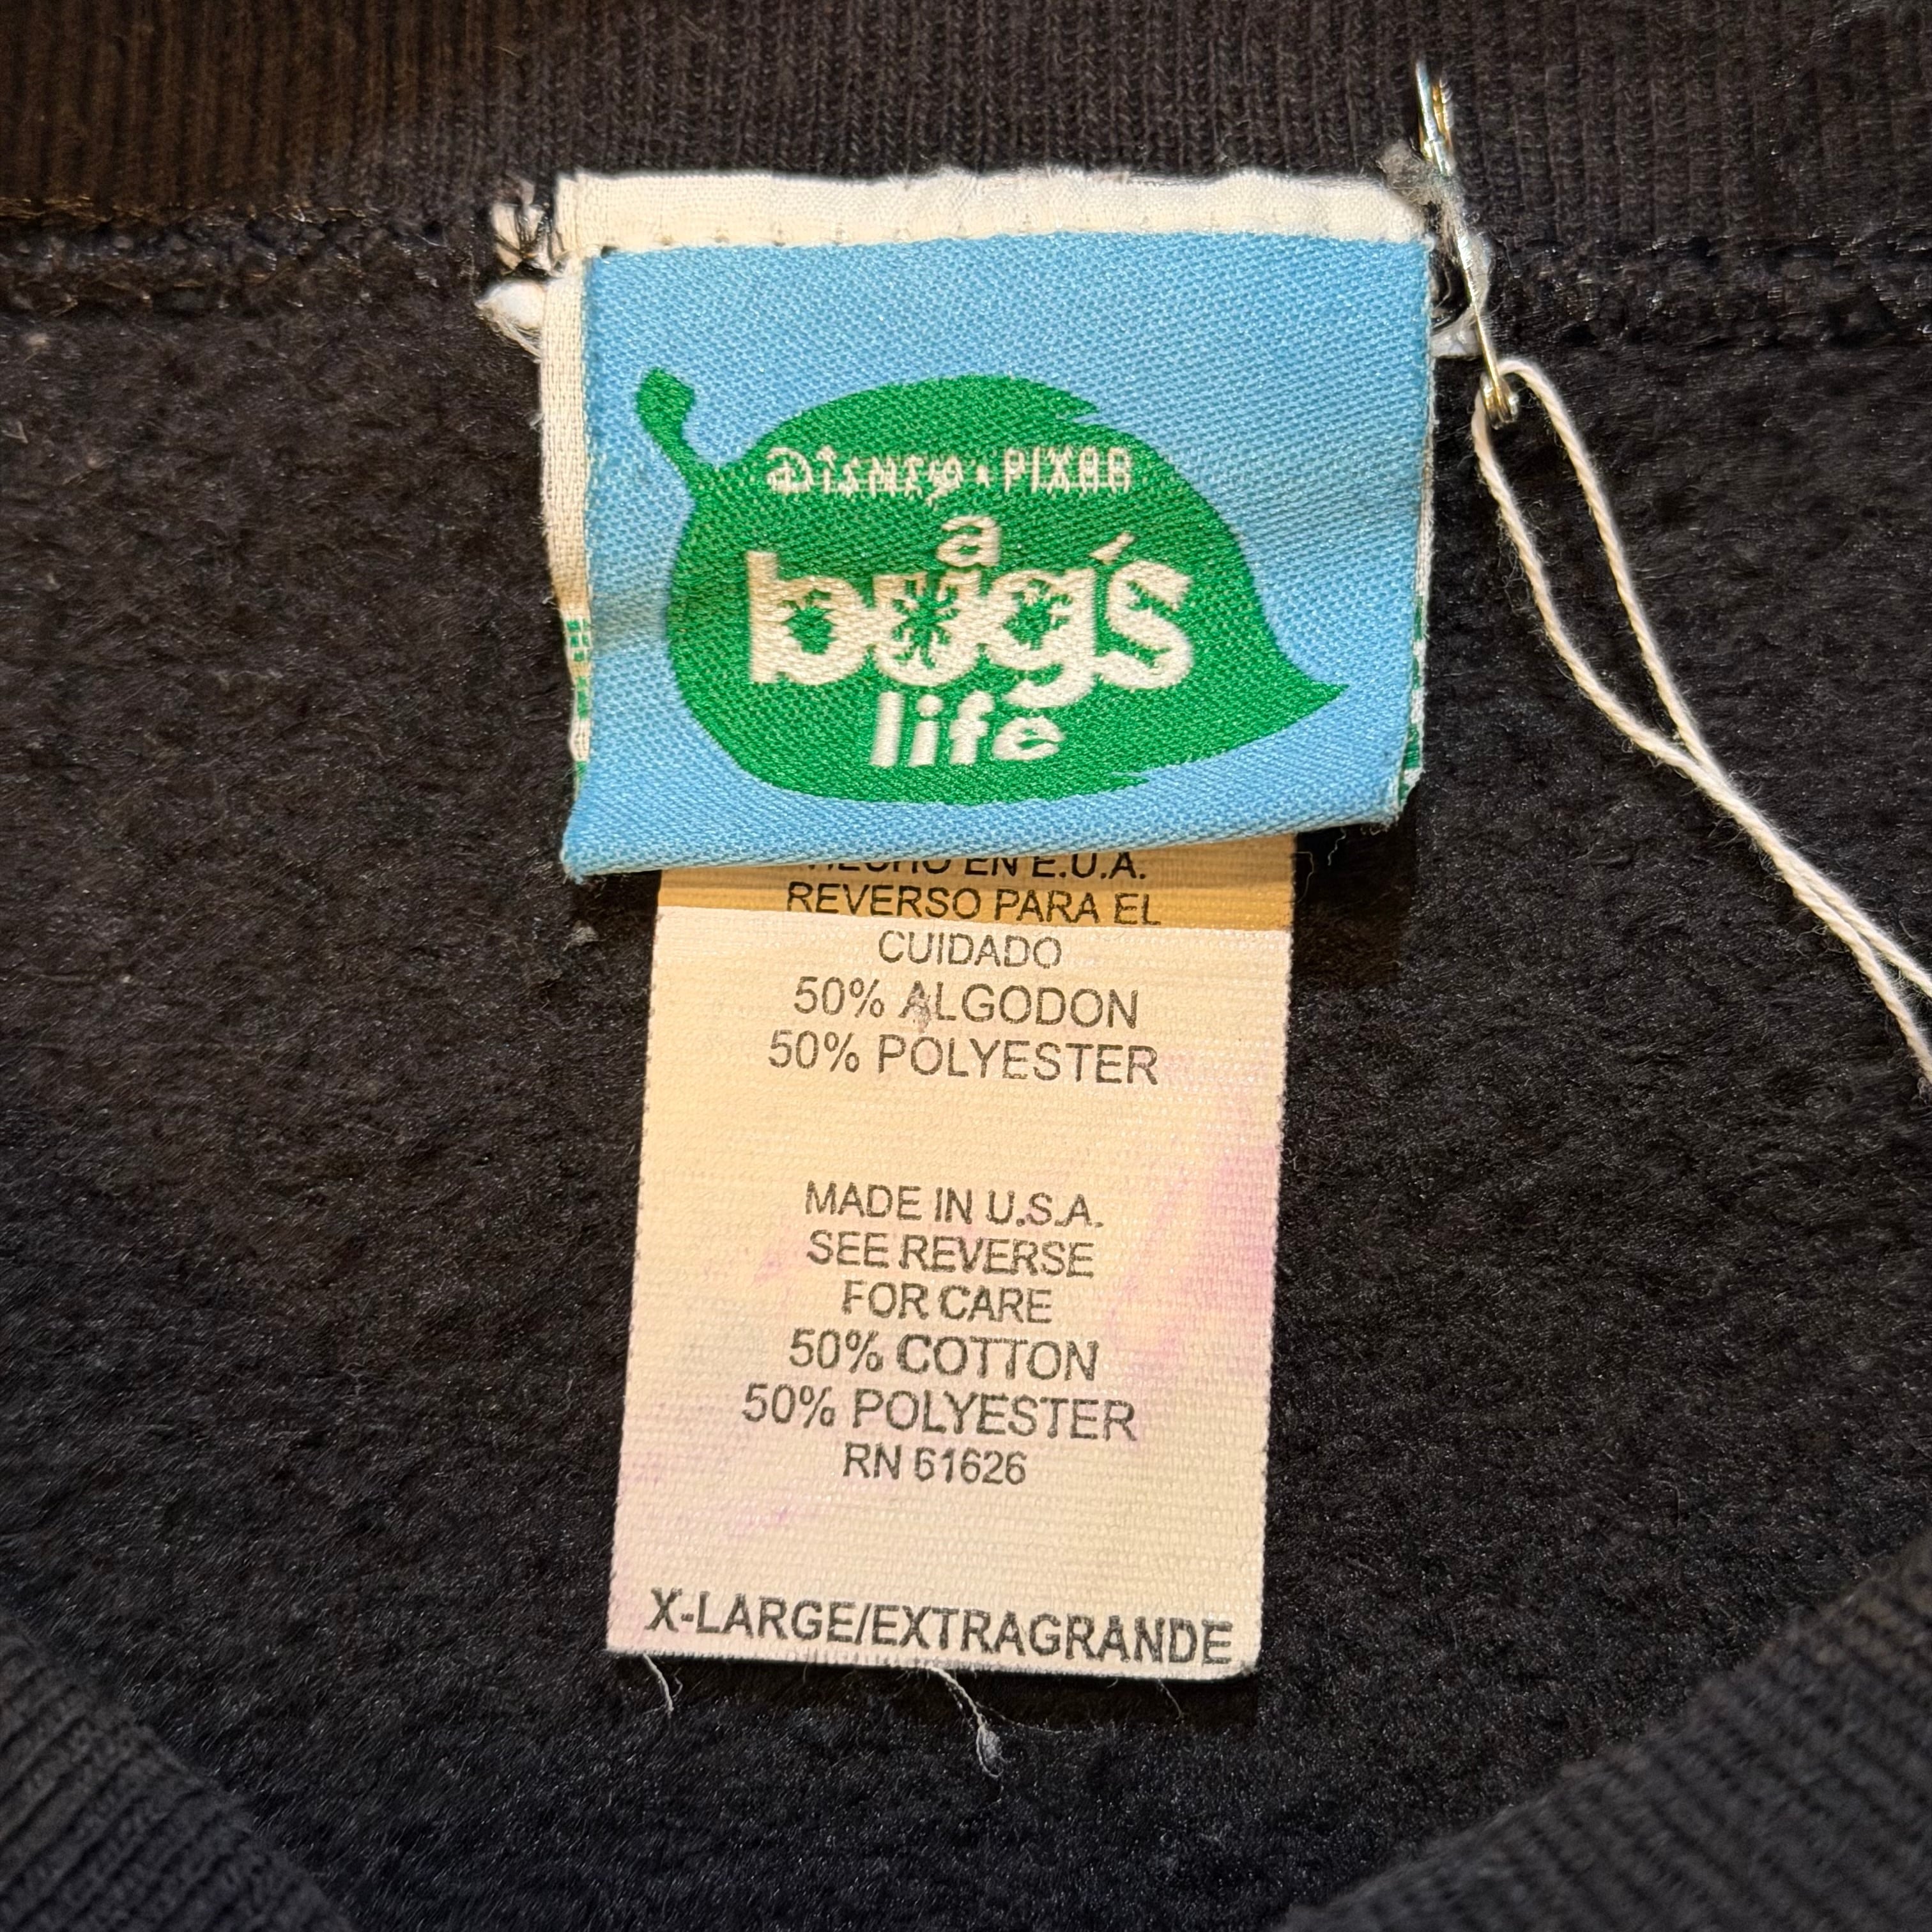 DISNEY • PIXAR
a
bug's
life
HECHO EN E.U.A.
REVERSO PARA EL
CUIDADO
50% ALGODON
50% POLYESTER
MADE IN U.S.A.
SEE REVERSE
FOR CARE
50% COTTON
50% POLYESTER
RN 61626
X-LARGE/EXTRAGRANDE